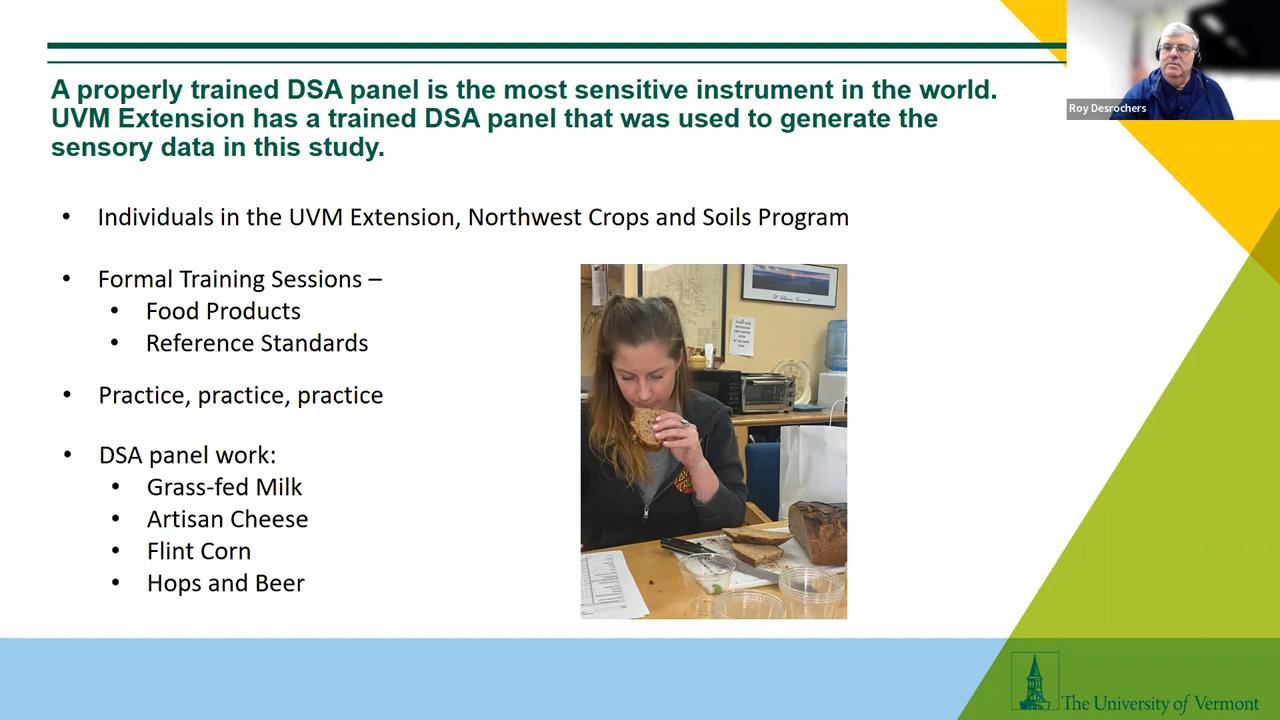 A properly trained DSA panel is the most sensitive instrument in the world.
UVM Extension has a trained DSA panel that was used to generate the
sensory data in this study.
Roy Desrochers
• Individuals in the UVM Extension, Northwest Crops and Soils Program
• Formal Training Sessions –
• Food Products
• Reference Standards
• Practice, practice, practice
• DSA panel work:
• Grass-fed Milk
• Artisan Cheese
• Flint Corn
• Hops and Beer
The University of Vermont